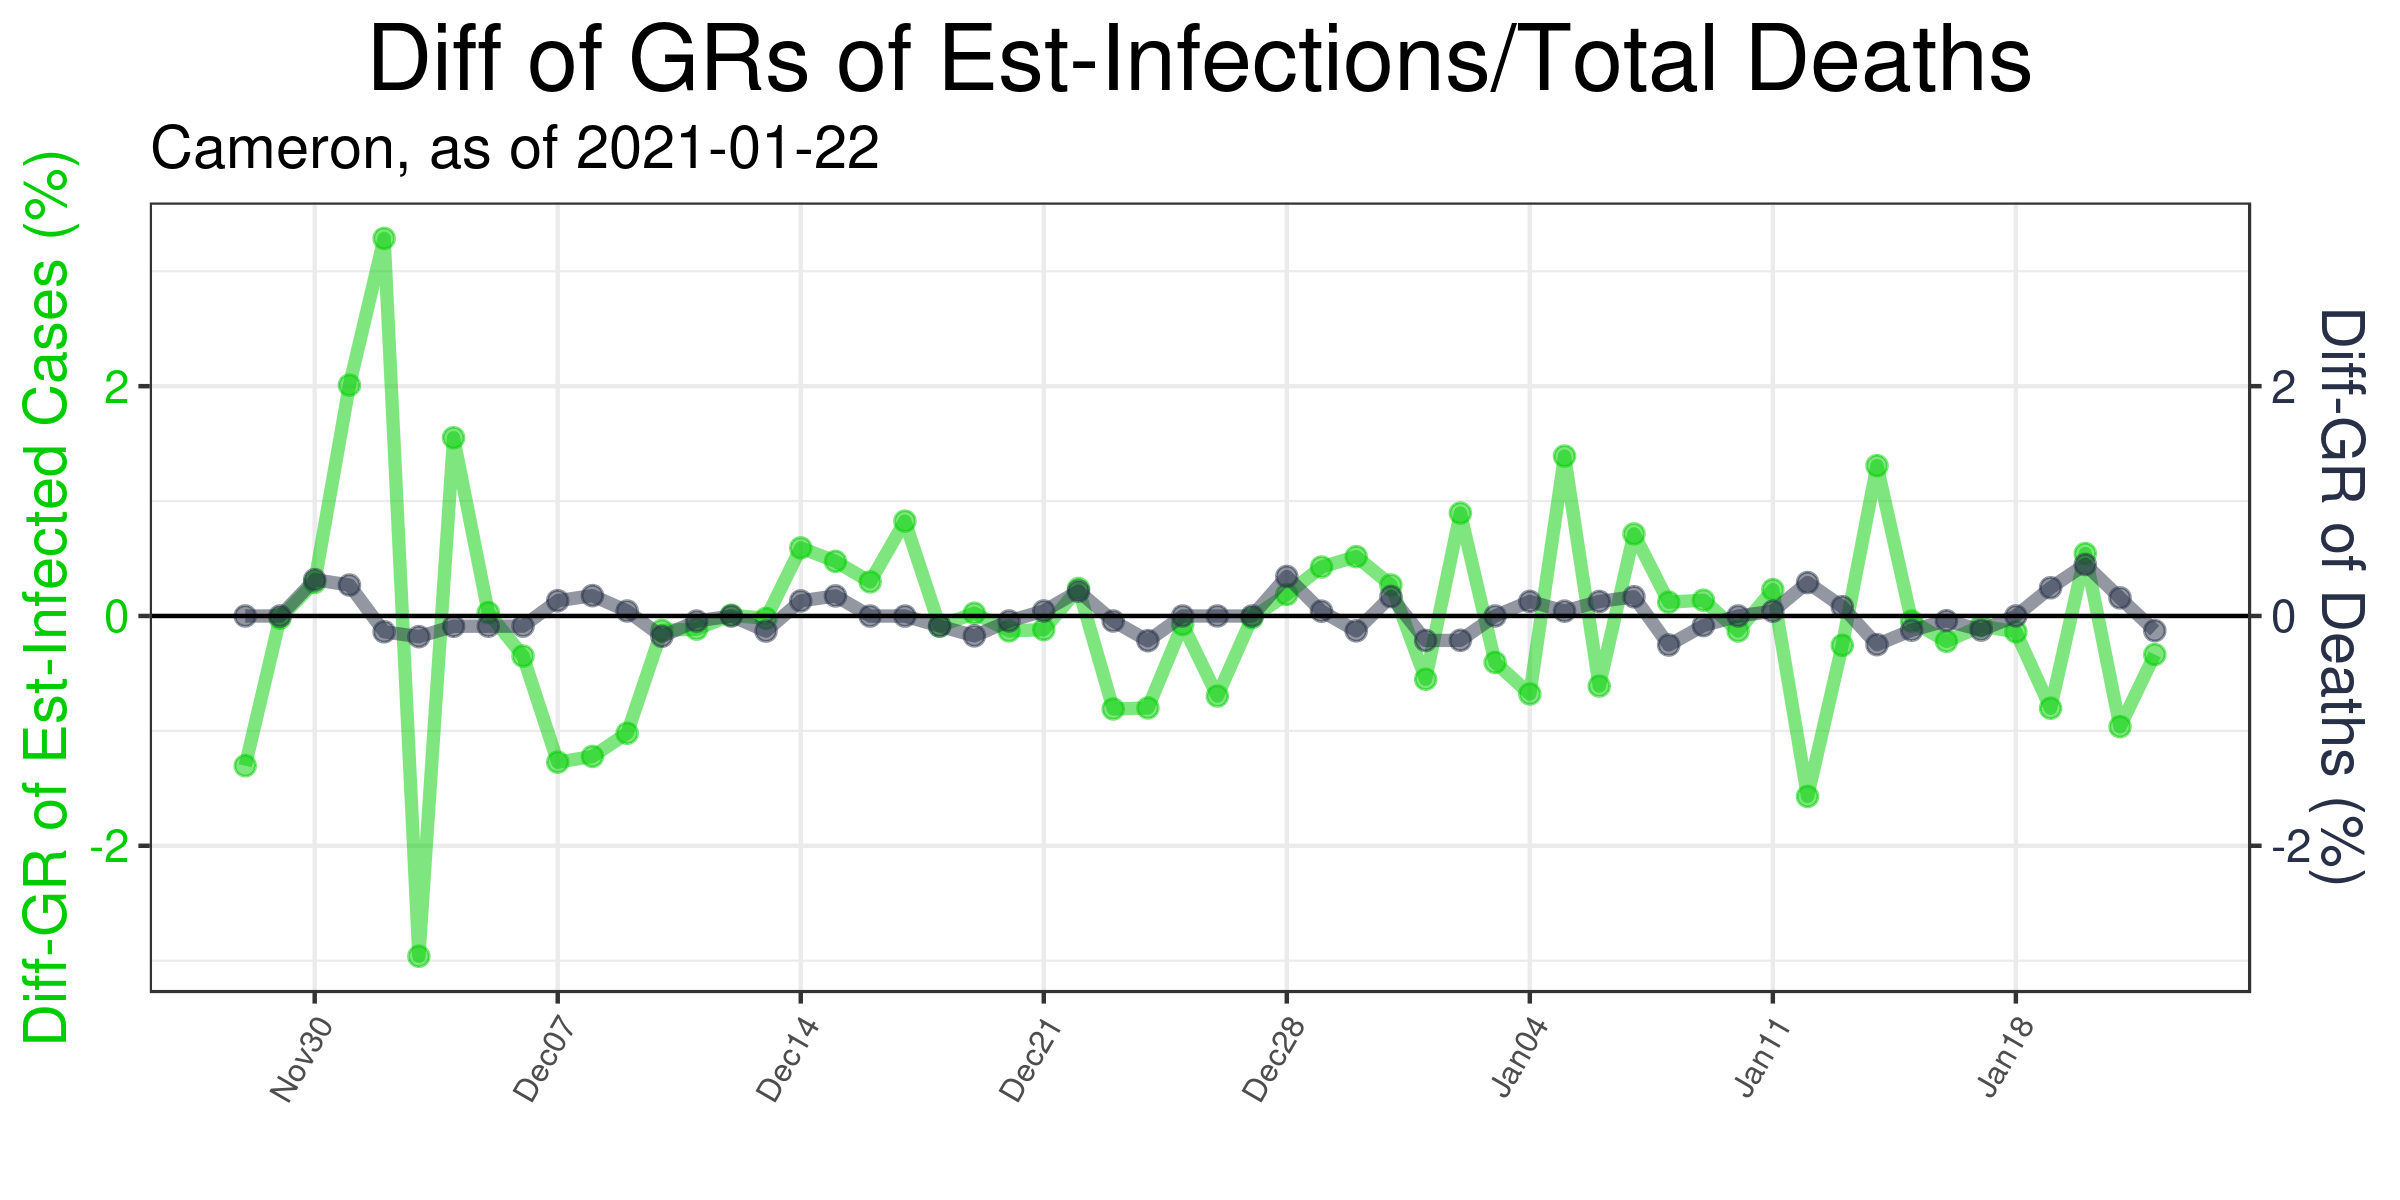 Diff of GRs of Est-Infections/Total Deaths
Cameron, as of 2021-01-22
Diff-GR of Est-Infected Cases (%)
2
0
-2
2
0
-2
Diff-GR of Deaths (%)
Nov30
Dec07
Dec14
Dec21
Dec28
Jan04
Jan11
Jan18